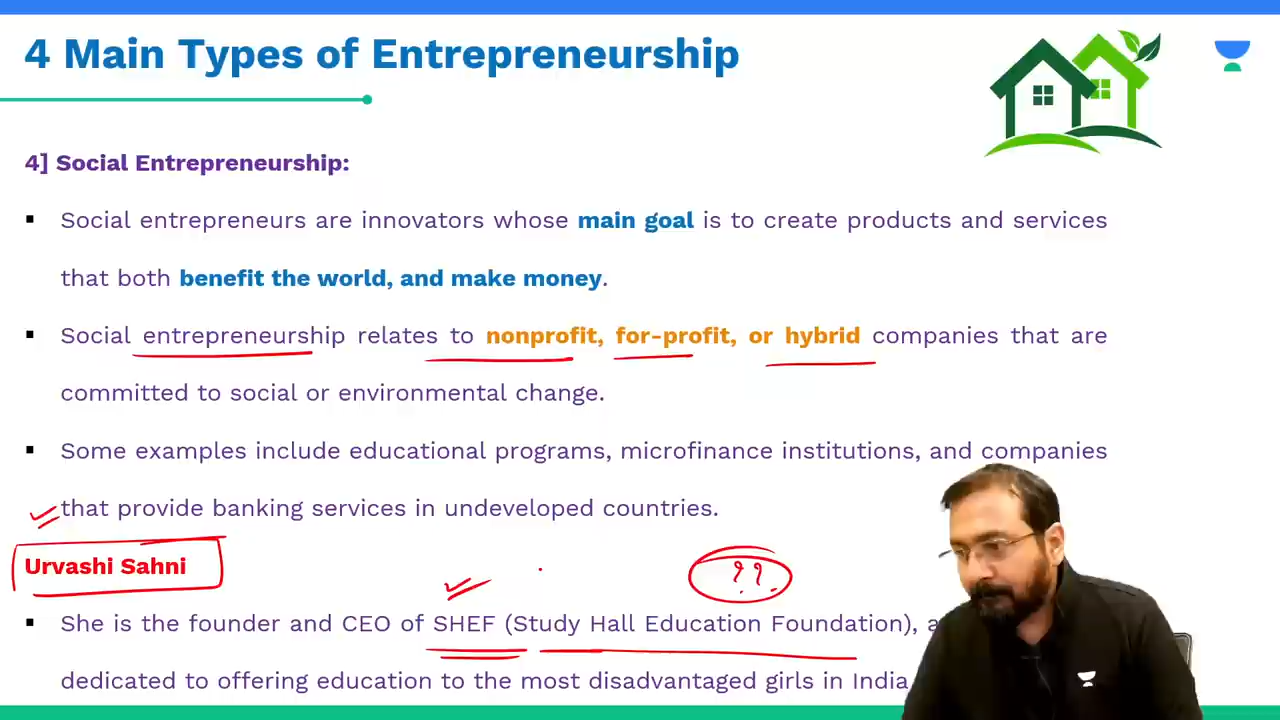 4 Main Types of Entrepreneurship
4] Social Entrepreneurship:
▪ Social entrepreneurs are innovators whose main goal is to create products and services
that both benefit the world, and make money.
▪ Social entrepreneurship relates to nonprofit, for-profit, or hybrid companies that are
committed to social or environmental change.
▪ Some examples include educational programs, microfinance institutions, and companies
that provide banking services in undeveloped countries.
Urvashi Sahni
??
▪ She is the founder and CEO of SHEF (Study Hall Education Foundation),
dedicated to offering education to the most disadvantaged girls in India